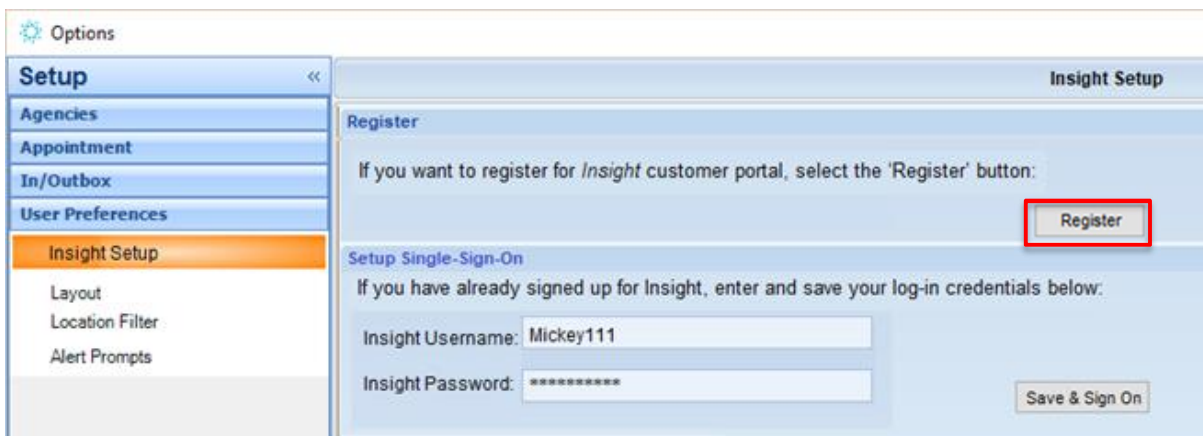 Options
Setup «
Agencies
Appointment
In/Outbox
User Preferences
Insight Setup
Layout
Location Filter
Alert Prompts
Insight Setup
Register
If you want to register for Insight customer portal, select the 'Register' button:
Register
Setup Single-Sign-On
If you have already signed up for Insight, enter and save your log-in credentials below:
Insight Username: Mickey111
Insight Password: **********
Save & Sign On